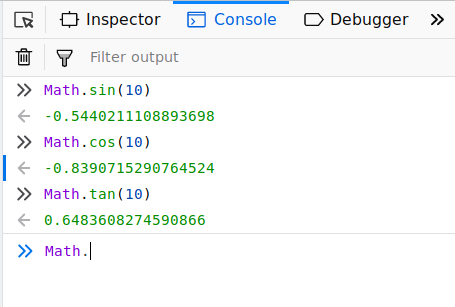 Inspector Console Debugger
Filter output
Math.sin(10)
-0.5440211108893698
Math.cos(10)
-0.8390715290764524
Math.tan(10)
0.6483608274590866
Math.